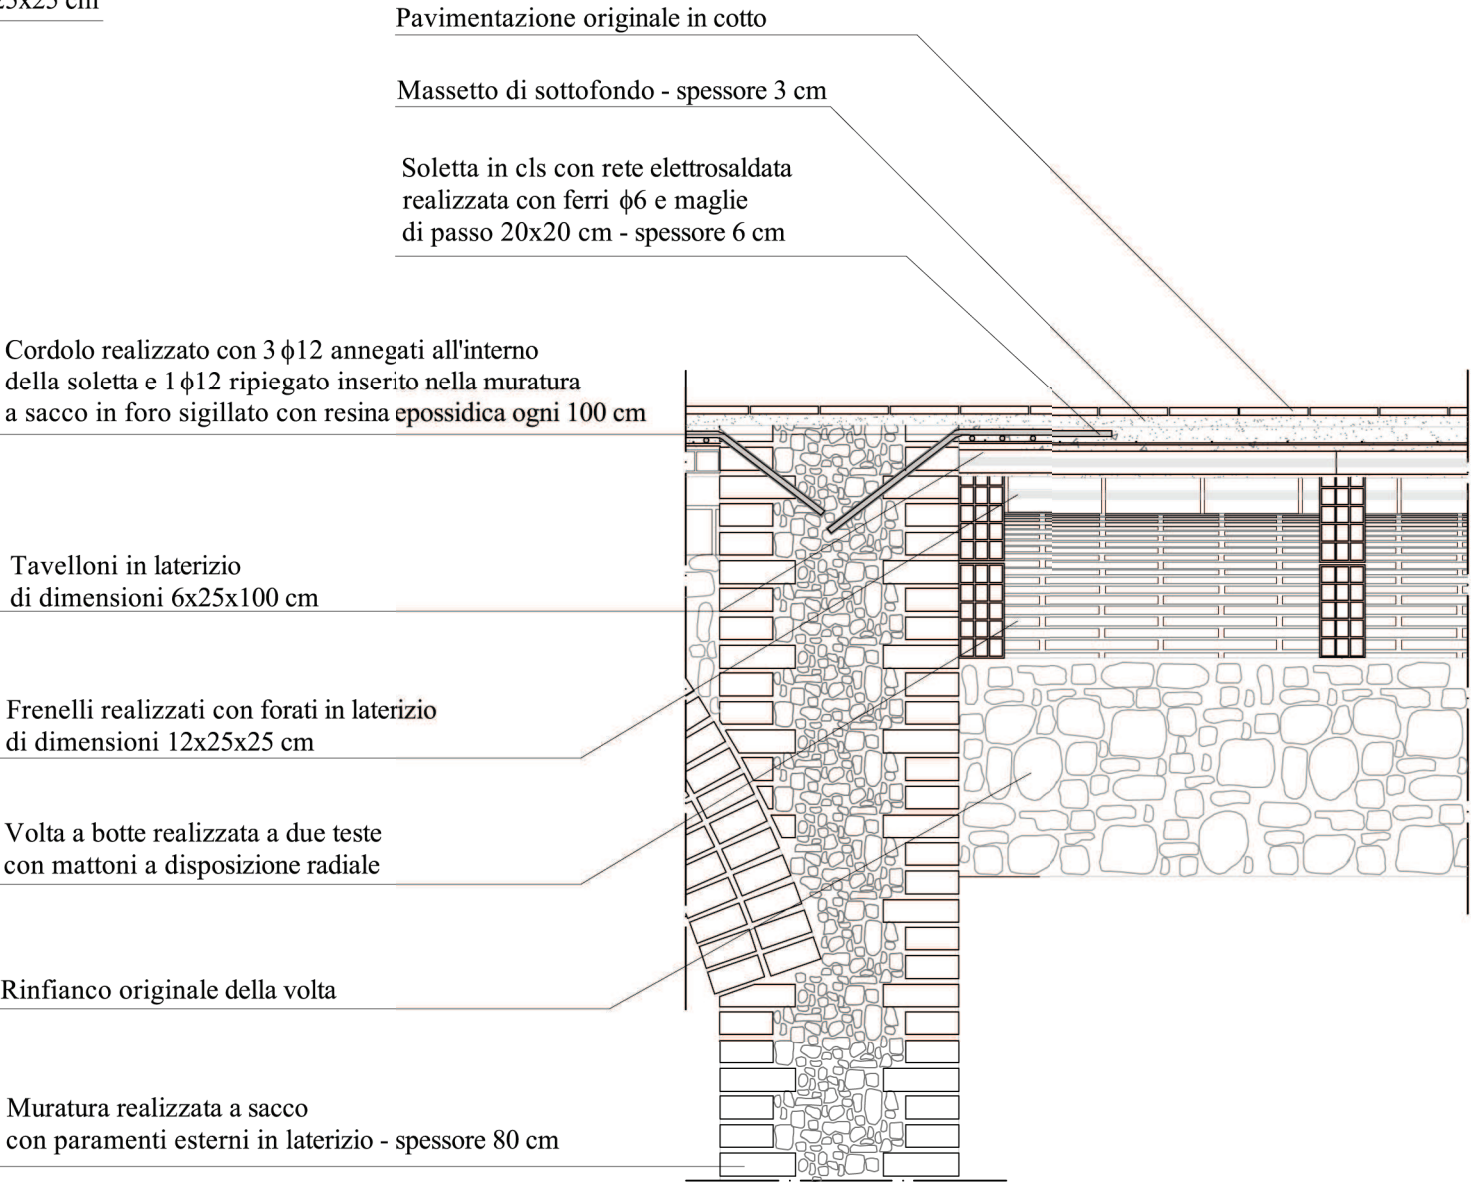 25x25 cm
Pavimentazione originale in cotto
Massetto di sottofondo - spessore 3 cm
Soletta in cls con rete elettrosaldata
realizzata con ferri ϕ6 e maglie
di passo 20x20 cm - spessore 6 cm
Cordolo realizzato con 3 ϕ12 annegati all'interno
della soletta e 1 ϕ12 ripiegato inserito nella muratura
a sacco in foro sigillato con resina epossidica ogni 100 cm
Tavelloni in laterizio
di dimensioni 6x25x100 cm
Frenelli realizzati con forati in laterizio
di dimensioni 12x25x25 cm
Volta a botte realizzata a due teste
con mattoni a disposizione radiale
Rinfianco originale della volta
Muratura realizzata a sacco
con paramenti esterni in laterizio - spessore 80 cm